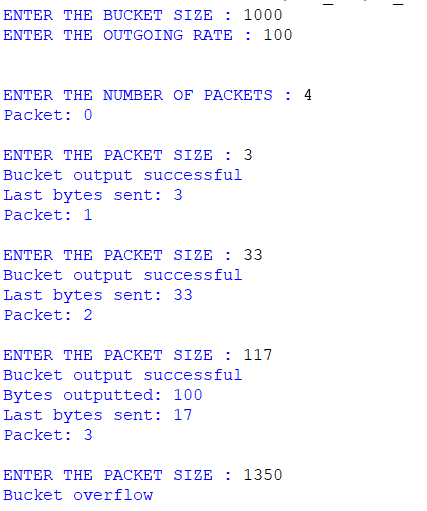 ENTER THE BUCKET SIZE : 1000
ENTER THE OUTGOING RATE : 100
ENTER THE NUMBER OF PACKETS : 4
Packet: 0
ENTER THE PACKET SIZE : 3
Bucket output successful
Last bytes sent: 3
Packet: 1
ENTER THE PACKET SIZE : 33
Bucket output successful
Last bytes sent: 33
Packet: 2
ENTER THE PACKET SIZE : 117
Bucket output successful
Bytes outputted: 100
Last bytes sent: 17
Packet: 3
ENTER THE PACKET SIZE : 1350
Bucket overflow